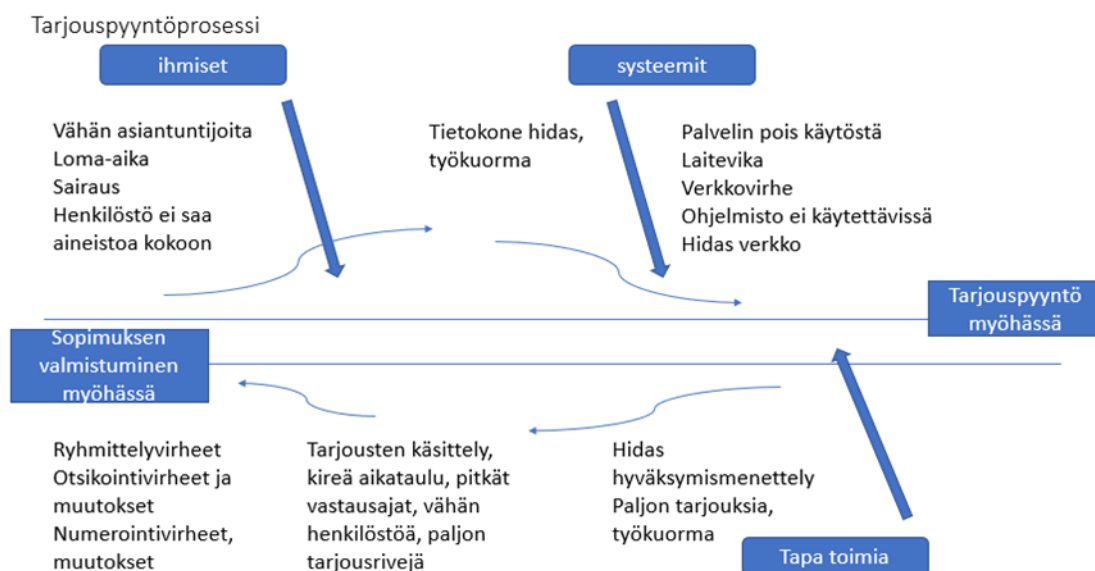 Tarjouspyyntöprosessi
ihmiset
systeemit
Vähän asiantuntijoita
Loma-aika
Sairaus
Henkilöstö ei saa
aineistoa kokoon
Tietokone hidas,
työkuorma
Palvelin pois käytöstä
Laitevika
Verkkovirhe
Ohjelmisto ei käytettävissä
Hidas verkko
Tarjouspyyntö
myöhässä
Sopimuksen
valmistuminen
myöhässä
Ryhmittelyvirheet
Otsikointivirheet ja
muutokset
Numerointivirheet,
muutokset
Tarjousten käsittely,
kireä aikataulu, pitkät
vastausajat, vähän
henkilöstöä, paljon
tarjousrivejä
Hidas
hyväksymismenettely
Paljon tarjouksia,
työkuorma
Tapa toimia